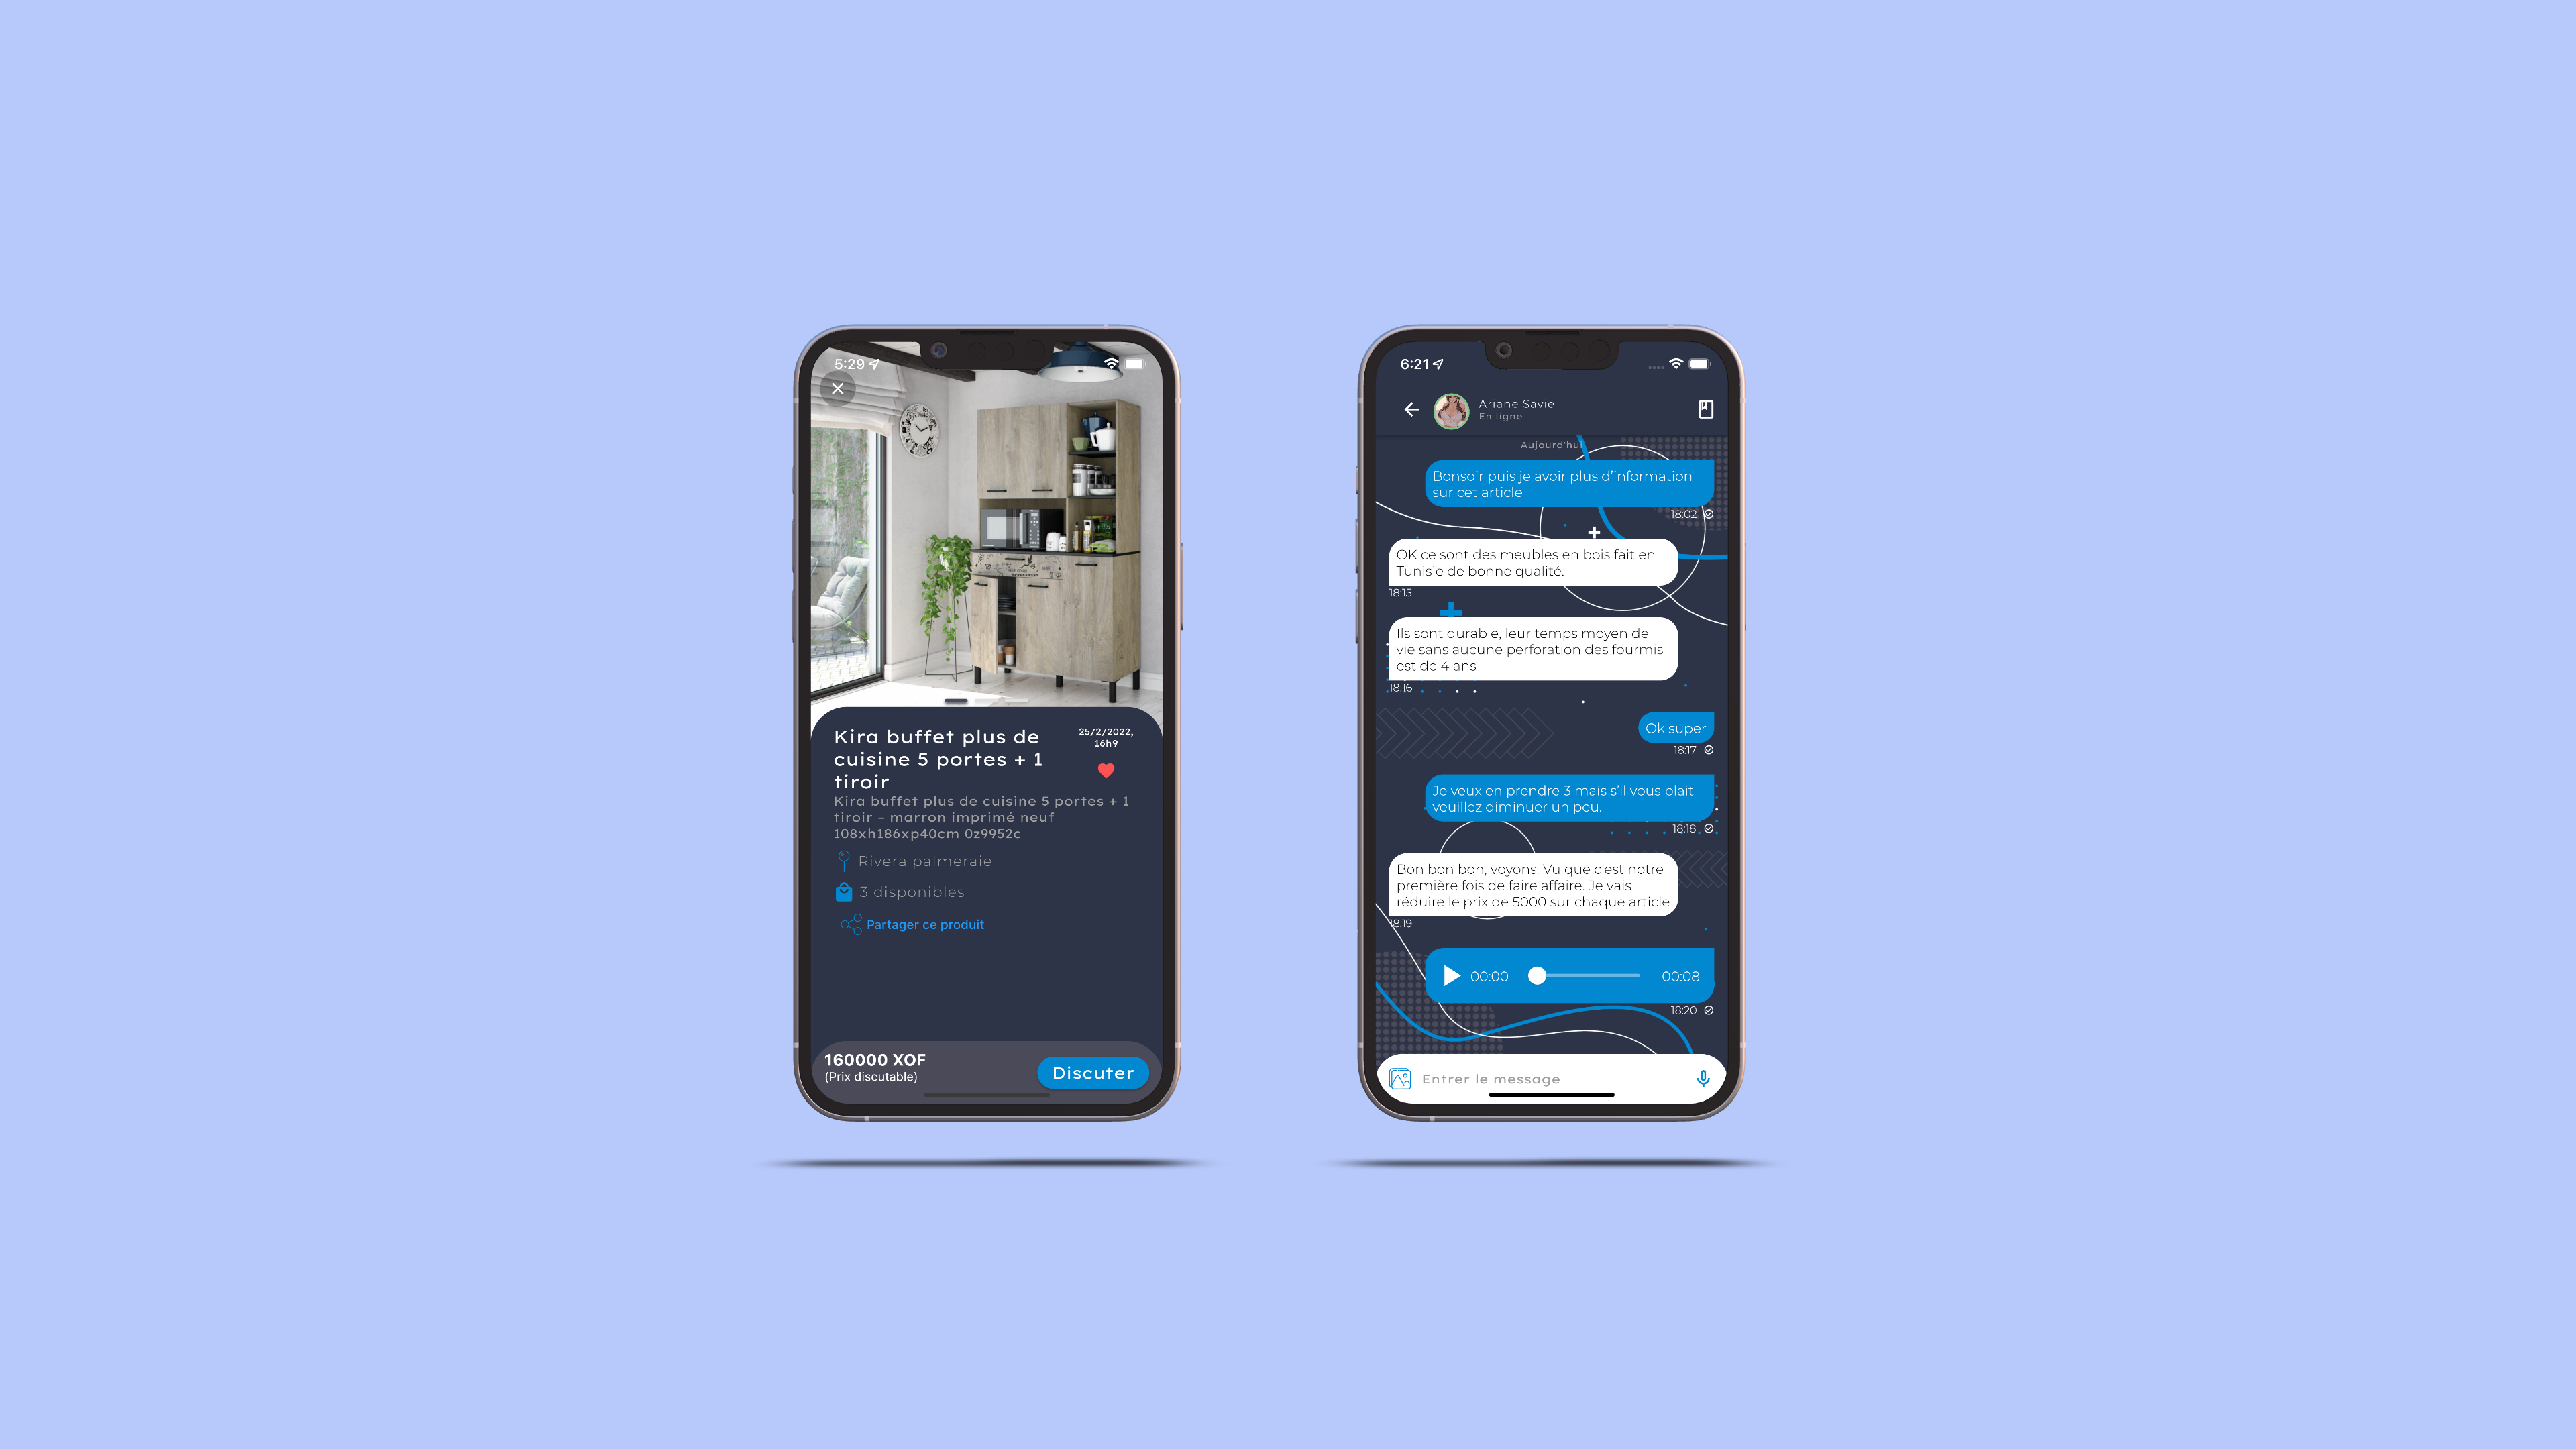 5:29
Kira buffet plus de
cuisine 5 portes + 1
tiroir
25/2/2022,
16h9
Kira buffet plus de cuisine 5 portes + 1
tiroir – marron imprimé neuf
108xh186xp40cm 0z9952c
Rivera palmeraie
3 disponibles
Partager ce produit
160000 XOF
(Prix discutable)
Discuter
6:21
Ariane Savie
En ligne
Aujourd'hui
Bonsoir puis je avoir plus d'information
sur cet article
18:02
OK ce sont des meubles en bois fait en
Tunisie de bonne qualité.
18:15
Ils sont durable, leur temps moyen de
vie sans aucune perforation des fourmis
est de 4 ans
18:16
Ok super
18:17
Je veux en prendre 3 mais s'il vous plait
veuillez diminuer un peu.
18:18
Bon bon bon, voyons. Vu que c'est notre
première fois de faire affaire. Je vais
réduire le prix de 5000 sur chaque article
18:19
00:00 00:08
18:20
Entrer le message